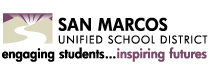 SAN MARCOS
UNIFIED SCHOOL DISTRICT
engaging students...inspiring futures